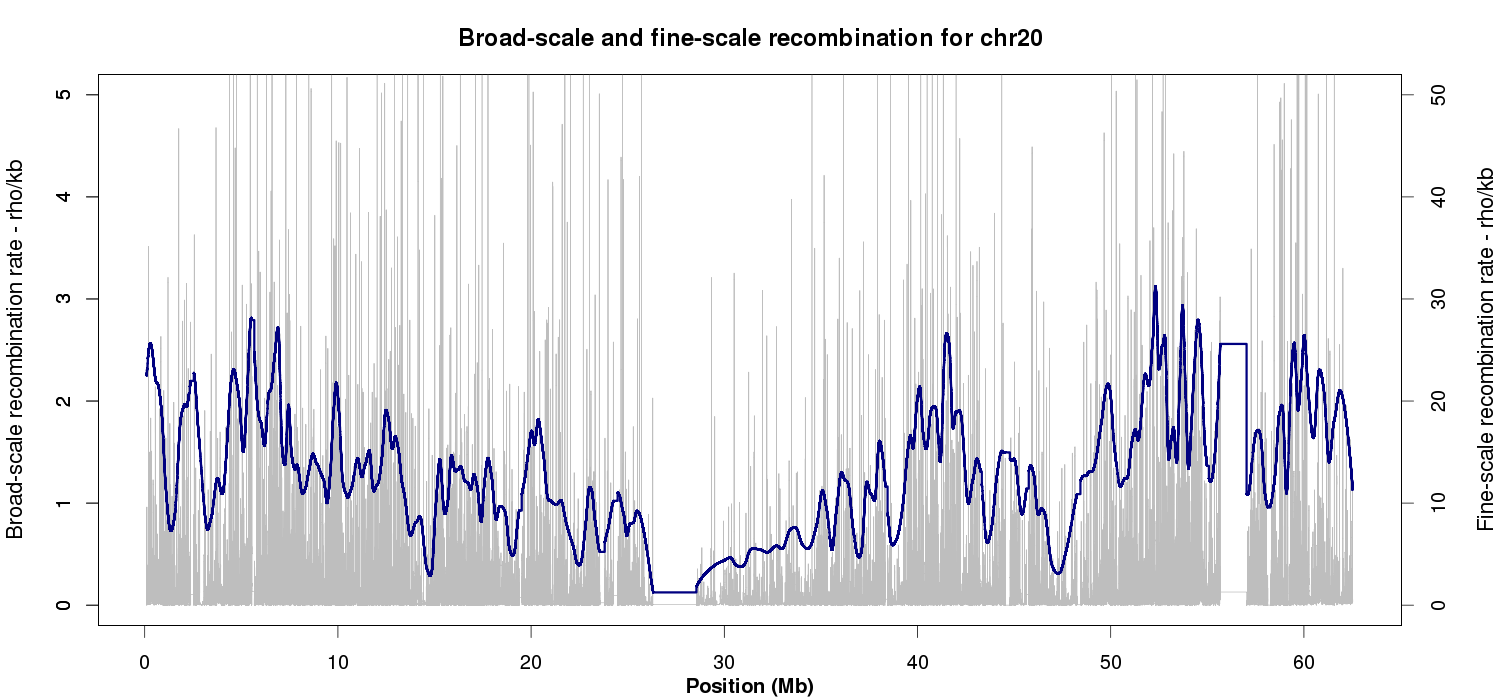 Broad-scale and fine-scale recombination for chr20
Broad-scale recombination rate - rho/kb
5
4
3
2
1
0
50
40
30
20
10
0
Fine-scale recombination rate - rho/kb
0 10 20 30 40 50 60
Position (Mb)